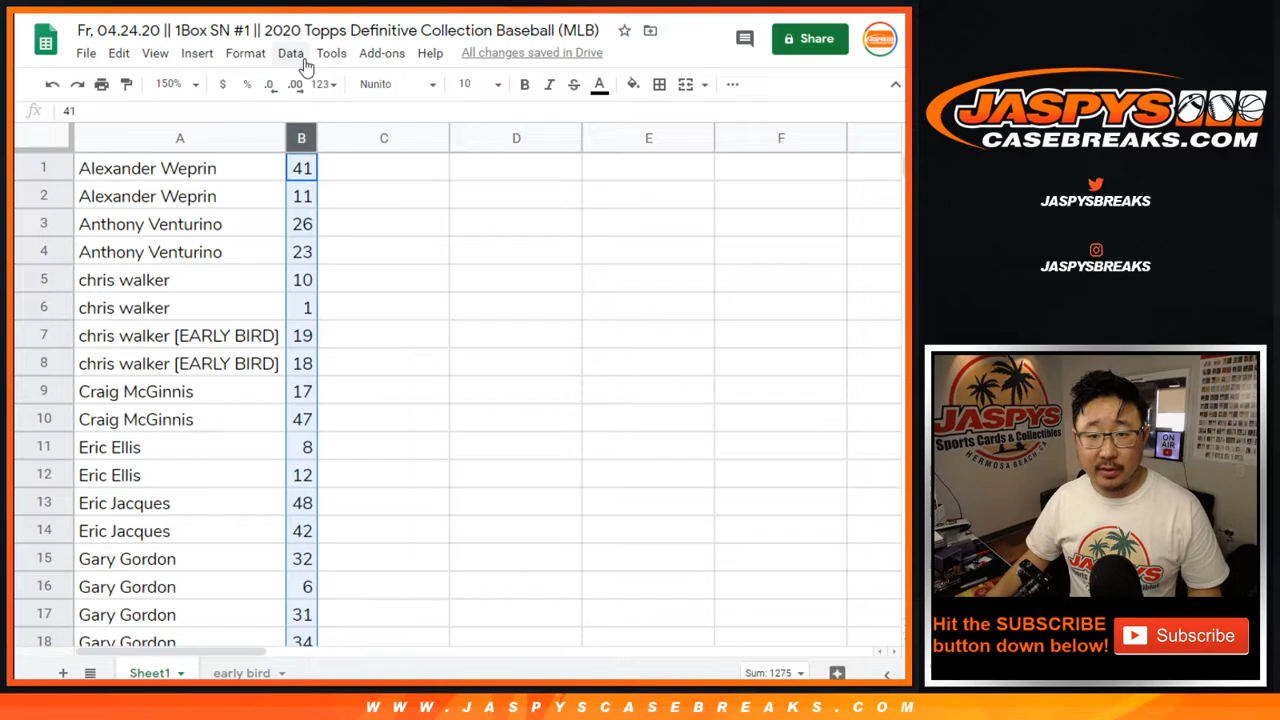 Fr, 04.24.20 || 1Box SN #1 || 2020 Topps Definitive Collection Baseball (MLB)
File Edit View Insert Format Data Tools Add-ons Help All changes saved in Drive
Share
150% $ % .0 .00 123 Nunito 10 B I S A
fx 41
A B C D E F
1 Alexander Weprin 41
2 Alexander Weprin 11
3 Anthony Venturino 26
4 Anthony Venturino 23
5 chris walker 10
6 chris walker 1
7 chris walker [EARLY BIRD] 19
8 chris walker [EARLY BIRD] 18
9 Craig McGinnis 17
10 Craig McGinnis 47
11 Eric Ellis 8
12 Eric Ellis 12
13 Eric Jacques 48
14 Eric Jacques 42
15 Gary Gordon 32
16 Gary Gordon 6
17 Gary Gordon 31
18 Gary Gordon 34
Sheet1 early bird Sum: 1275
JASPYS
CASEBREAKS.COM
JASPYSBREAKS
JASPYSBREAKS
JASPYS
Sports Cards & Collectibles
HERMOSA BEACH, CA
ON
AIR
JASPYS
Hit the SUBSCRIBE
button down below!
Subscribe
WWW.JASPYSCASEBREAKS.COM